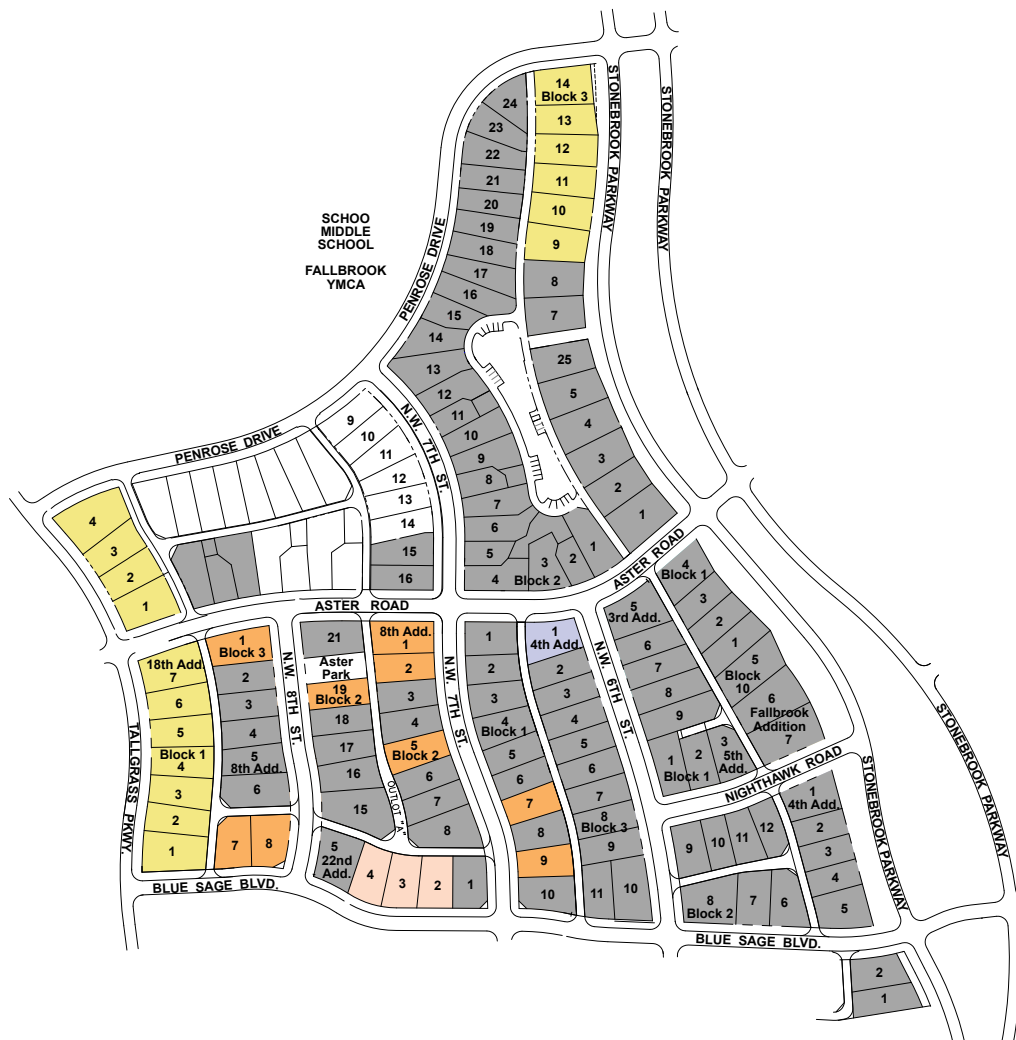 14
Block 3
13
12
11
10
9
8
7
24
23
22
21
20
19
18
17
16
15
14
13
12
11
10
9
8
7
6
5
4
Block 2
3
2
1
25
5
4
3
2
1
STONEBROOK PARKWAY
STONEBROOK PARKWAY
SCHOO
MIDDLE
SCHOOL
FALLBROOK
YMCA
PENROSE DRIVE
PENROSE DRIVE
N.W. 7TH ST.
9
10
11
12
13
14
15
16
4
3
2
1
ASTER ROAD
ASTER ROAD
18th Add.
7
6
5
Block 1
4
3
2
1
TALLGRASS PKWY.
1
Block 3
2
3
4
5
8th Add.
6
7
8
N.W. 8TH ST.
21
Aster
Park
19
Block 2
18
17
16
15
OUTLOT "A"
8th Add.
1
2
3
4
5
Block 2
6
7
8
N.W. 7TH ST.
5
22nd
Add.
4
3
2
1
BLUE SAGE BLVD.
1
2
3
4
Block 1
5
6
7
8
9
10
1
4th Add.
2
3
4
5
6
7
8
Block 3
9
10
11
N.W. 6TH ST.
5
3rd Add.
6
7
8
9
1
Block 1
2
3
5th
Add.
4
Block 1
3
2
1
5
Block
10
6
Fallbrook
Addition
7
NIGHTHAWK ROAD
9
10
11
12
8
Block 2
7
6
1
4th Add.
2
3
4
5
STONEBROOK PARKWAY
STONEBROOK PARKWAY
BLUE SAGE BLVD.
2
1